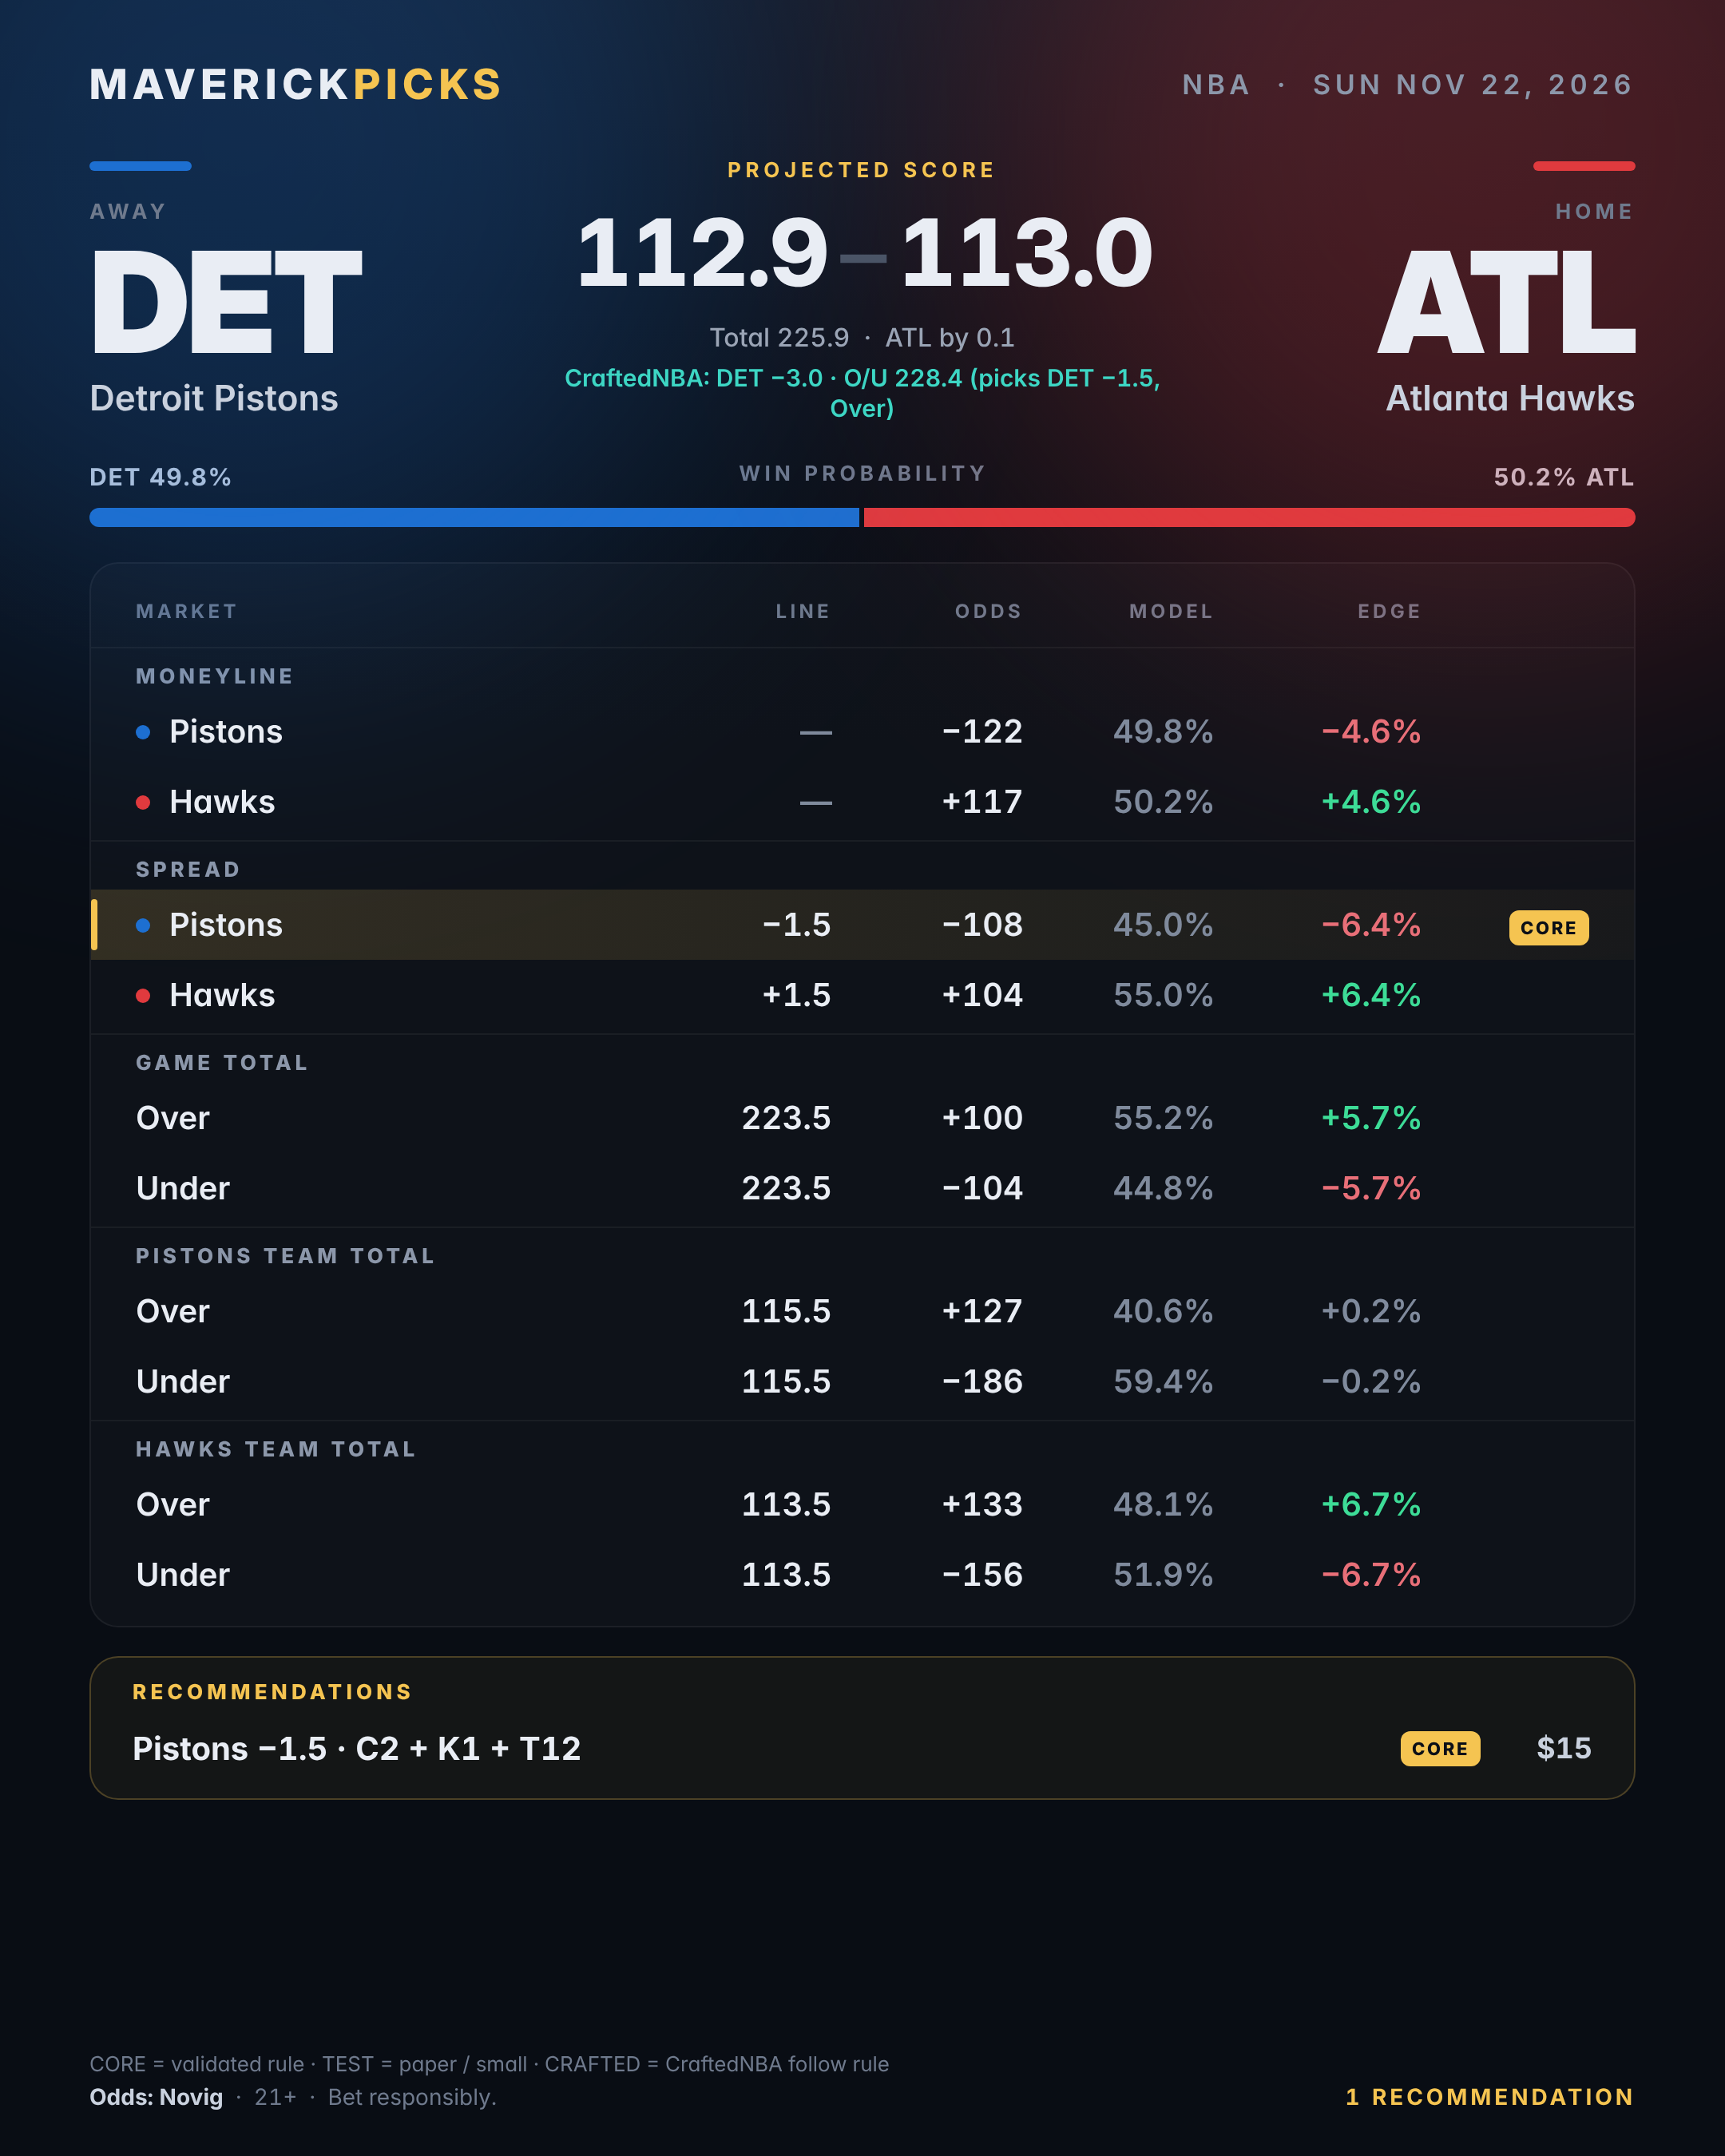 MAVERICKPICKS
NBA · SUN NOV 22, 2026
PROJECTED SCORE
AWAY
HOME
DET
112.9–113.0
ATL
Total 225.9 · ATL by 0.1
Detroit Pistons
CraftedNBA: DET −3.0 · O/U 228.4 (picks DET −1.5,
Over)
Atlanta Hawks
DET 49.8%
WIN PROBABILITY
50.2% ATL
MARKET LINE ODDS MODEL EDGE
MONEYLINE
Pistons — −122 49.8% −4.6%
Hawks — +117 50.2% +4.6%
SPREAD
Pistons −1.5 −108 45.0% −6.4% CORE
Hawks +1.5 +104 55.0% +6.4%
GAME TOTAL
Over 223.5 +100 55.2% +5.7%
Under 223.5 −104 44.8% −5.7%
PISTONS TEAM TOTAL
Over 115.5 +127 40.6% +0.2%
Under 115.5 −186 59.4% −0.2%
HAWKS TEAM TOTAL
Over 113.5 +133 48.1% +6.7%
Under 113.5 −156 51.9% −6.7%
RECOMMENDATIONS
Pistons −1.5 · C2 + K1 + T12 CORE $15
CORE = validated rule · TEST = paper / small · CRAFTED = CraftedNBA follow rule
Odds: Novig · 21+ · Bet responsibly.
1 RECOMMENDATION